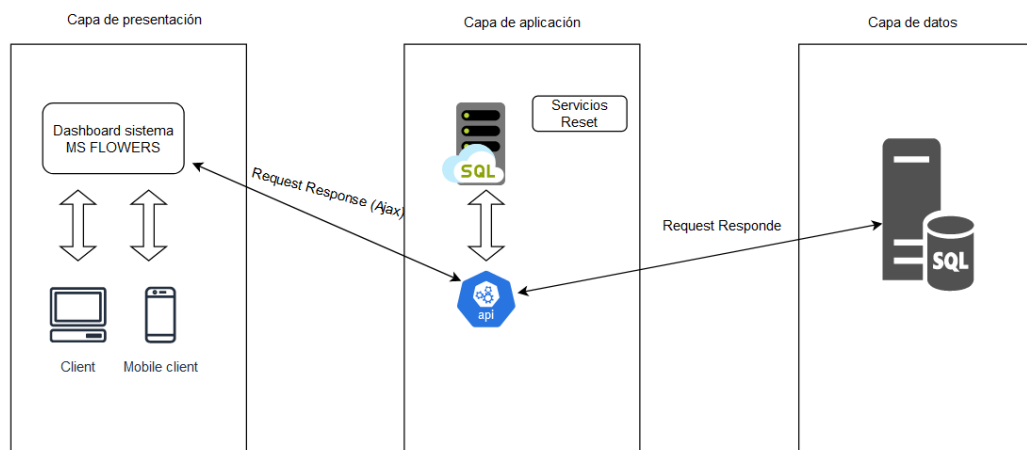 Capa de presentación
Capa de aplicación
Capa de datos
Dashboard sistema
MS FLOWERS
Client
Mobile client
Request Response (Ajax)
SQL
Servicios
Reset
api
Request Responde
SQL